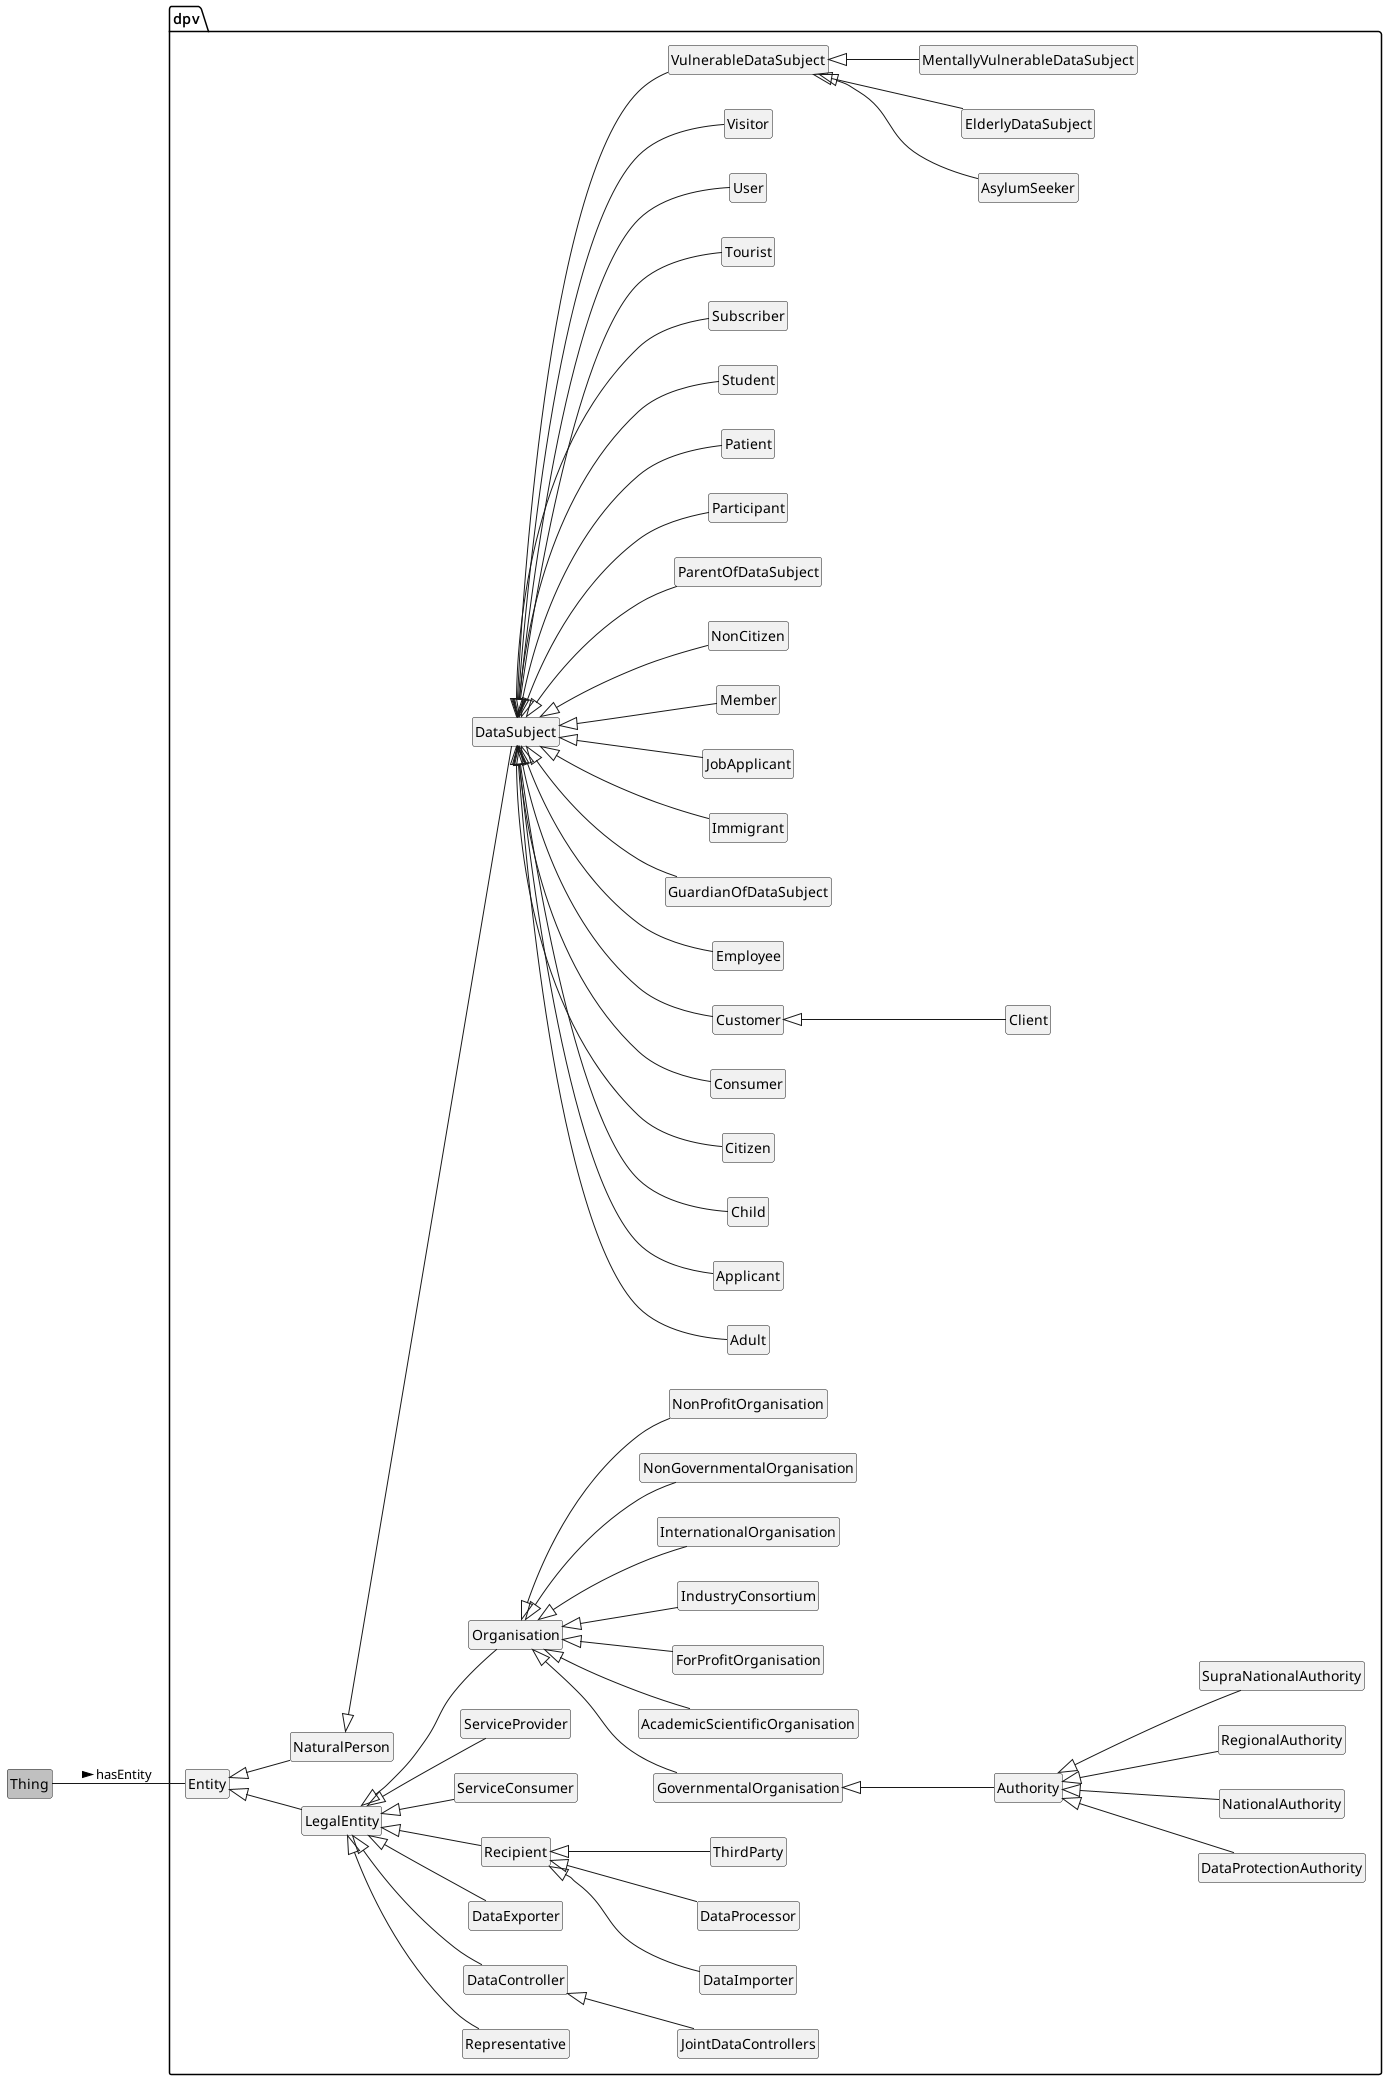 dpv
VulnerableDataSubject
MentallyVulnerableDataSubject
Visitor
ElderlyDataSubject
User
AsylumSeeker
Tourist
Subscriber
Student
Patient
Participant
ParentOfDataSubject
NonCitizen
Member
DataSubject
JobApplicant
Immigrant
GuardianOfDataSubject
Employee
Customer
Client
Consumer
Citizen
Child
Applicant
Adult
NonProfitOrganisation
NonGovernmentalOrganisation
InternationalOrganisation
IndustryConsortium
Organisation
ForProfitOrganisation
SupraNationalAuthority
AcademicScientificOrganisation
ServiceProvider
RegionalAuthority
NaturalPerson
Thing
hasEntity
Entity
ServiceConsumer
GovernmentalOrganisation
Authority
NationalAuthority
LegalEntity
Recipient
ThirdParty
DataProtectionAuthority
DataExporter
DataProcessor
DataController
DataImporter
Representative
JointDataControllers